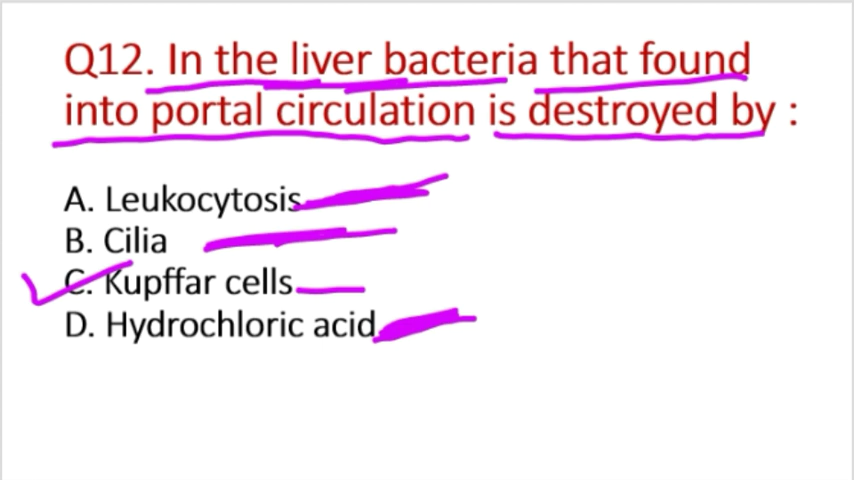 Q12. In the liver bacteria that found
into portal circulation is destroyed by :
A. Leukocytosis
B. Cilia
C. Kupffar cells
D. Hydrochloric acid